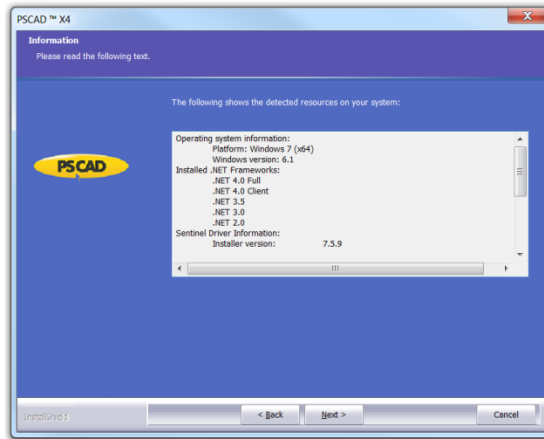 PSCAD ™ X4
Information
Please read the following text.
The following shows the detected resources on your system:
PSCAD
Operating system information:
Platform: Windows 7 (x64)
Windows version: 6.1
Installed .NET Frameworks:
.NET 4.0 Full
.NET 4.0 Client
.NET 3.5
.NET 3.0
.NET 2.0
Sentinel Driver Information:
Installer version: 7.5.9
InstallShield
< Back
Next >
Cancel